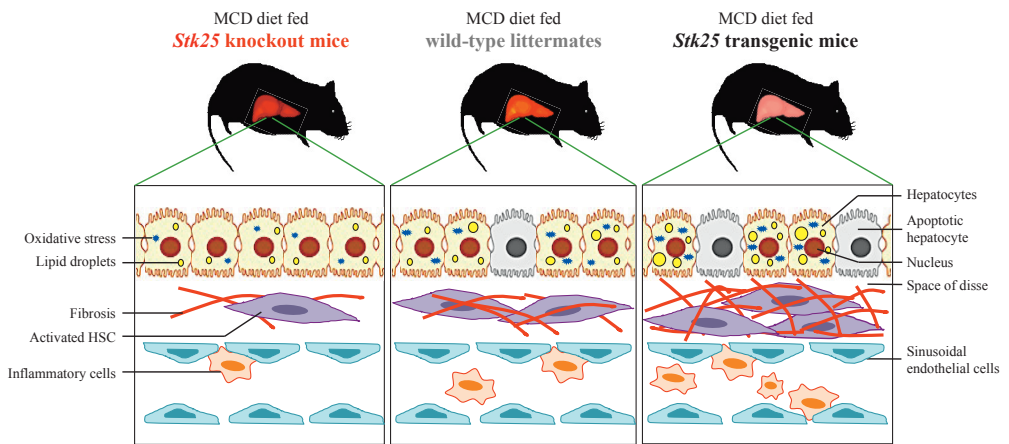 MCD diet fed
Stk25 knockout mice
MCD diet fed
wild-type littermates
MCD diet fed
Stk25 transgenic mice
Oxidative stress
Lipid droplets
Fibrosis
Activated HSC
Inflammatory cells
Hepatocytes
Apoptotic
hepatocyte
Nucleus
Space of disse
Sinusoidal
endothelial cells